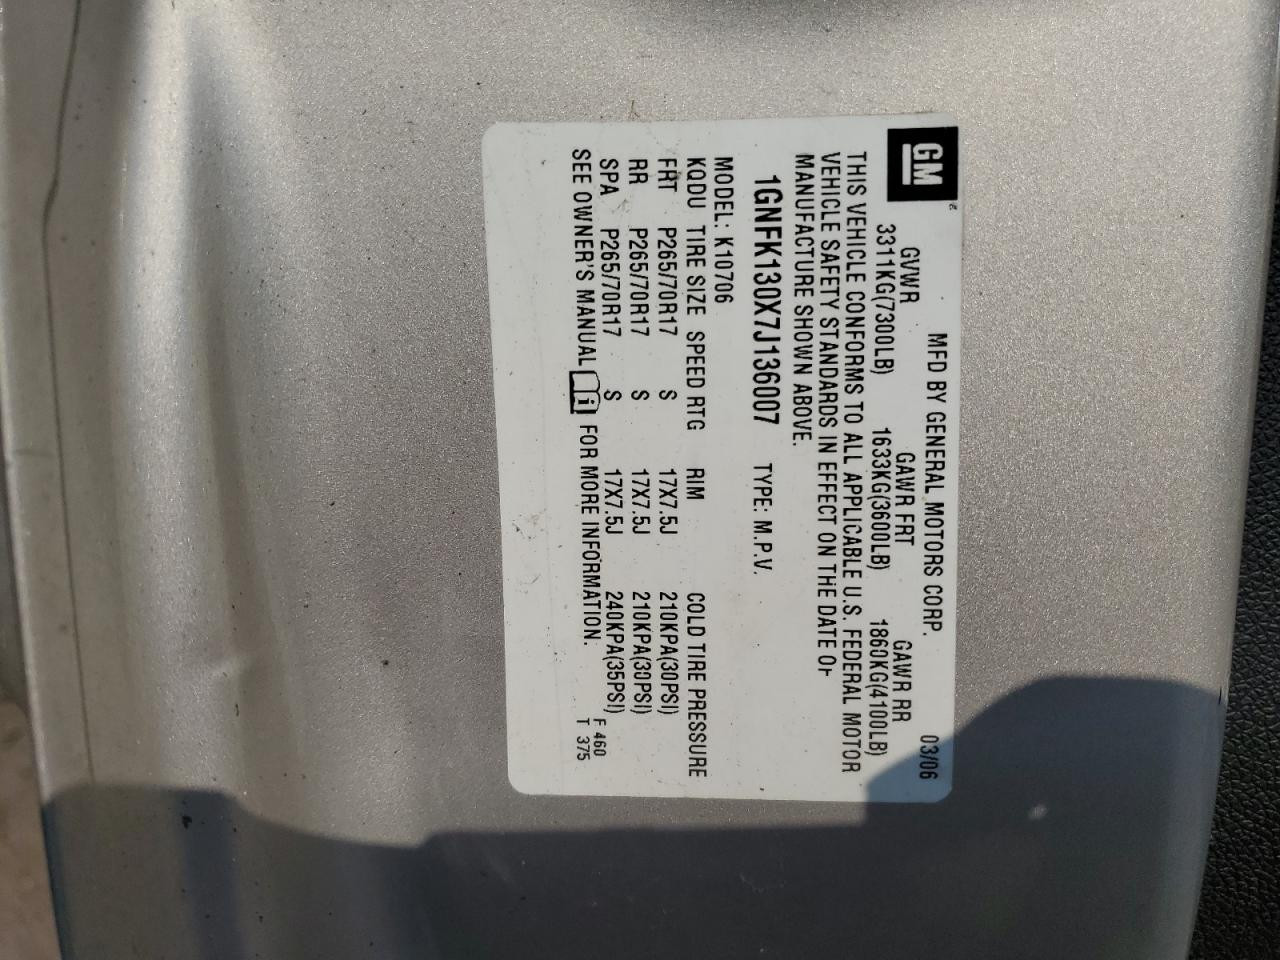 GM
MFD BY GENERAL MOTORS CORP. 03/06
GVWR GAWR FRT GAWR RR
3311KG(7300LB) 1633KG(3600LB) 1860KG(4100LB)
THIS VEHICLE CONFORMS TO ALL APPLICABLE U.S. FEDERAL MOTOR
VEHICLE SAFETY STANDARDS IN EFFECT ON THE DATE OF
MANUFACTURE SHOWN ABOVE.
1GNFK130X7J136007 TYPE: M.P.V.
MODEL: K10706
KQDU TIRE SIZE SPEED RTG RIM COLD TIRE PRESSURE
FRT P265/70R17 S 17X7.5J 210KPA(30PSI)
RR P265/70R17 S 17X7.5J 210KPA(30PSI)
SPA P265/70R17 S 17X7.5J 240KPA(35PSI) F 460
SEE OWNER'S MANUAL i FOR MORE INFORMATION. T 375